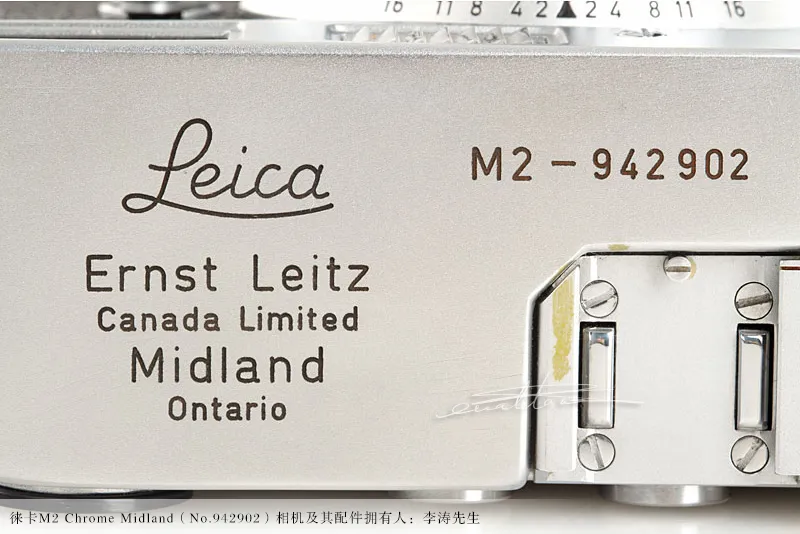 16 11 8 4 2 ▲ 2 4 8 11 16
Leica
M2-942902
Ernst Leitz
Canada Limited
Midland
Ontario
徕卡M2 Chrome Midland（No.942902）相机及其配件拥有人：李涛先生